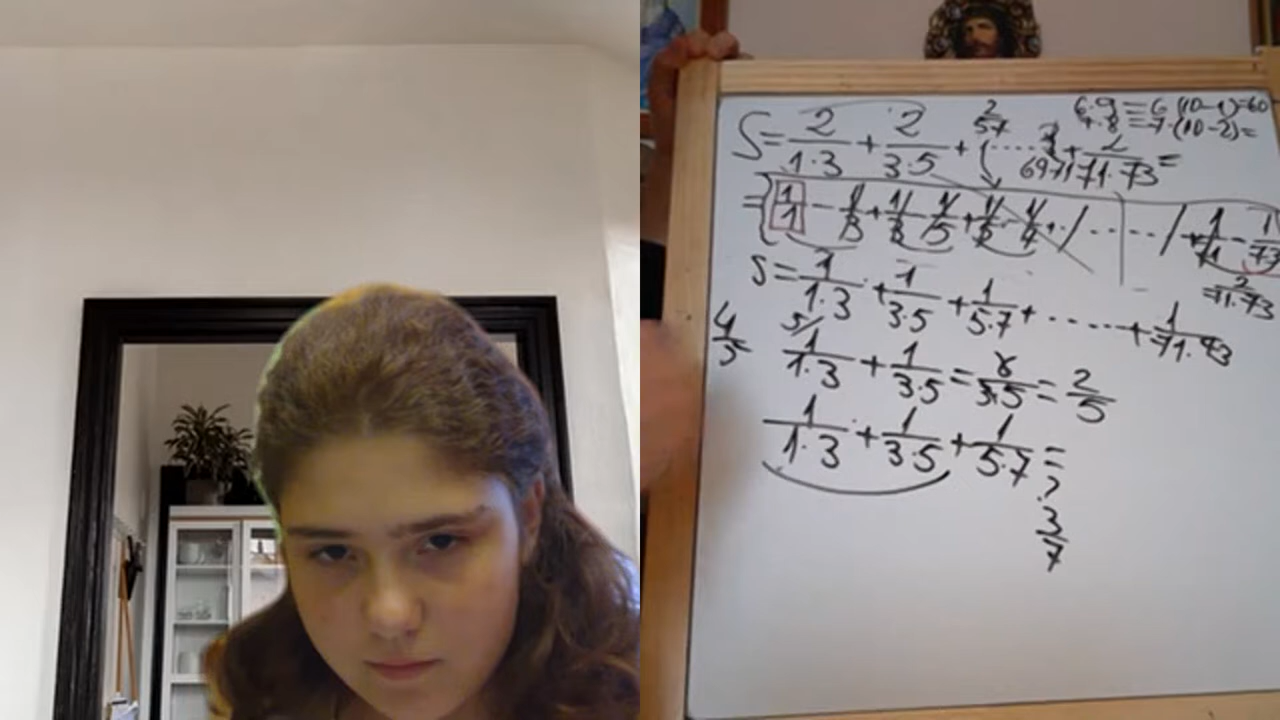 S = 2/(1·3) + 2/(3·5) + 2/(5·7) + ...... 2/(69·71) + 2/(71·73) =
6·9 = 6·(10-1) = 60
7·8 = 7·(10-2) =
= { 1/1 - 1/3 + 1/3 - 1/5 + 1/5 - 1/7 + / ...... / + 1/71 - 1/73
= 2/(71·73)
S = 1/(1·3) + 1/(3·5) + 1/(5·7) + ...... + 1/(71·73)
4/5
5/ 1/(1·3) + 1/(3·5) = 6/(3·5) = 2/5
1/(1·3) + 1/(3·5) + 1/(5·7) =
?
3/7